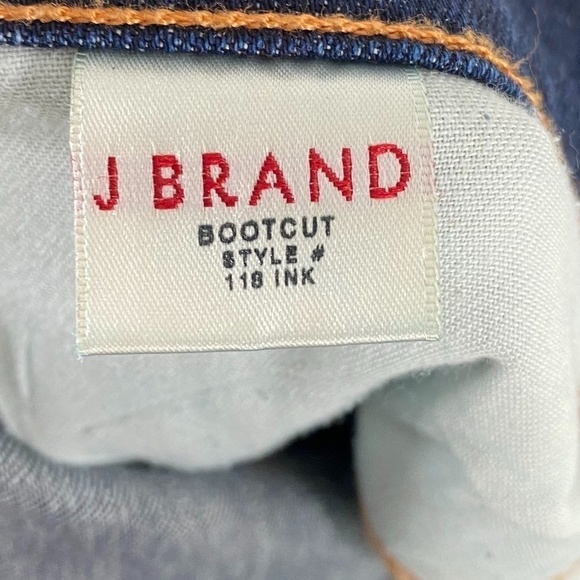 J BRAND
BOOTCUT
STYLE #
118 INK